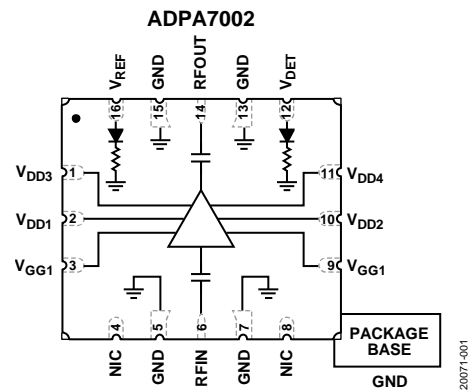 ADPA7002
VREF
GND
RFOUT
GND
VDET
16
15
14
13
12
VDD3
1
11
VDD4
VDD1
2
10
VDD2
VGG1
3
9
VGG1
4
5
6
7
8
NIC
GND
RFIN
GND
NIC
PACKAGE
BASE
GND
20071-001